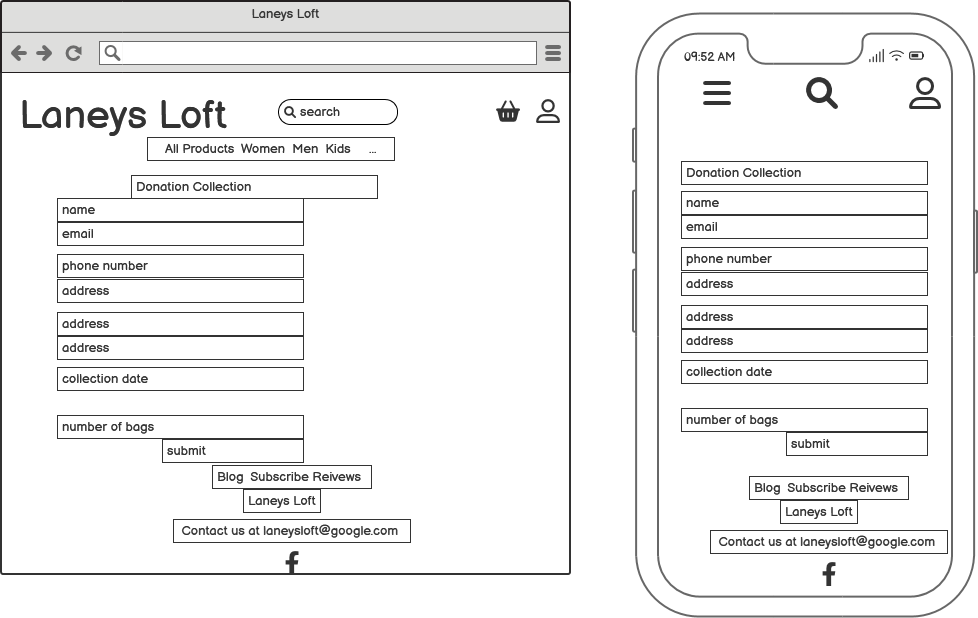 Laneys Loft
Laneys Loft
search
All Products Women Men Kids ...
Donation Collection
name
email
phone number
address
address
address
collection date
number of bags
submit
Blog Subscribe Reivews
Laneys Loft
Contact us at laneysloft@google.com
09:52 AM
Donation Collection
name
email
phone number
address
address
address
collection date
number of bags
submit
Blog Subscribe Reivews
Laneys Loft
Contact us at laneysloft@google.com